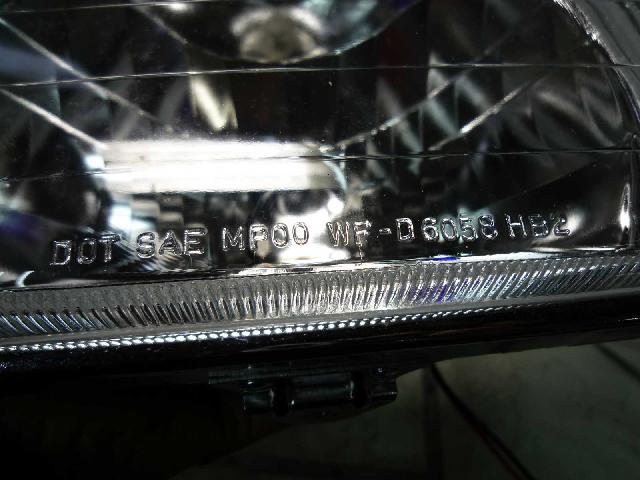 DOT SAE MP00 WF-D6058 HB2